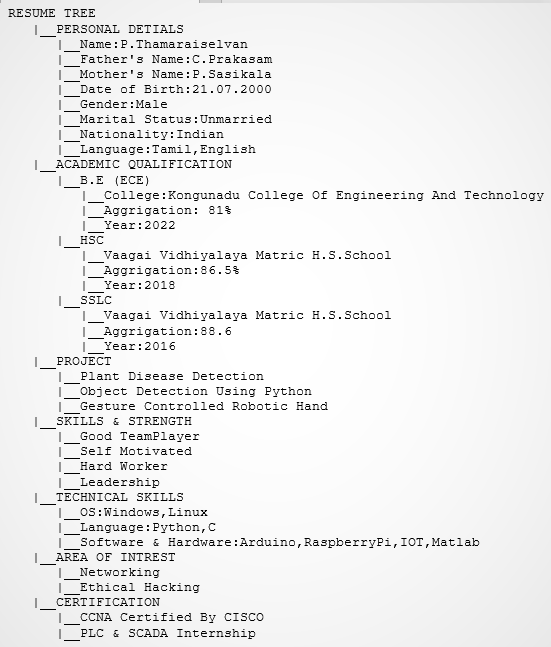 RESUME TREE
|__PERSONAL DETIALS
|__Name:P.Thamaraiselvan
|__Father's Name:C.Prakasam
|__Mother's Name:P.Sasikala
|__Date of Birth:21.07.2000
|__Gender:Male
|__Marital Status:Unmarried
|__Nationality:Indian
|__Language:Tamil,English
|__ACADEMIC QUALIFICATION
|__B.E (ECE)
|__College:Kongunadu College Of Engineering And Technology
|__Aggrigation: 81%
|__Year:2022
|__HSC
|__Vaagai Vidhiyalaya Matric H.S.School
|__Aggrigation:86.5%
|__Year:2018
|__SSLC
|__Vaagai Vidhiyalaya Matric H.S.School
|__Aggrigation:88.6
|__Year:2016
|__PROJECT
|__Plant Disease Detection
|__Object Detection Using Python
|__Gesture Controlled Robotic Hand
|__SKILLS & STRENGTH
|__Good TeamPlayer
|__Self Motivated
|__Hard Worker
|__Leadership
|__TECHNICAL SKILLS
|__OS:Windows,Linux
|__Language:Python,C
|__Software & Hardware:Arduino,RaspberryPi,IOT,Matlab
|__AREA OF INTREST
|__Networking
|__Ethical Hacking
|__CERTIFICATION
|__CCNA Certified By CISCO
|__PLC & SCADA Internship